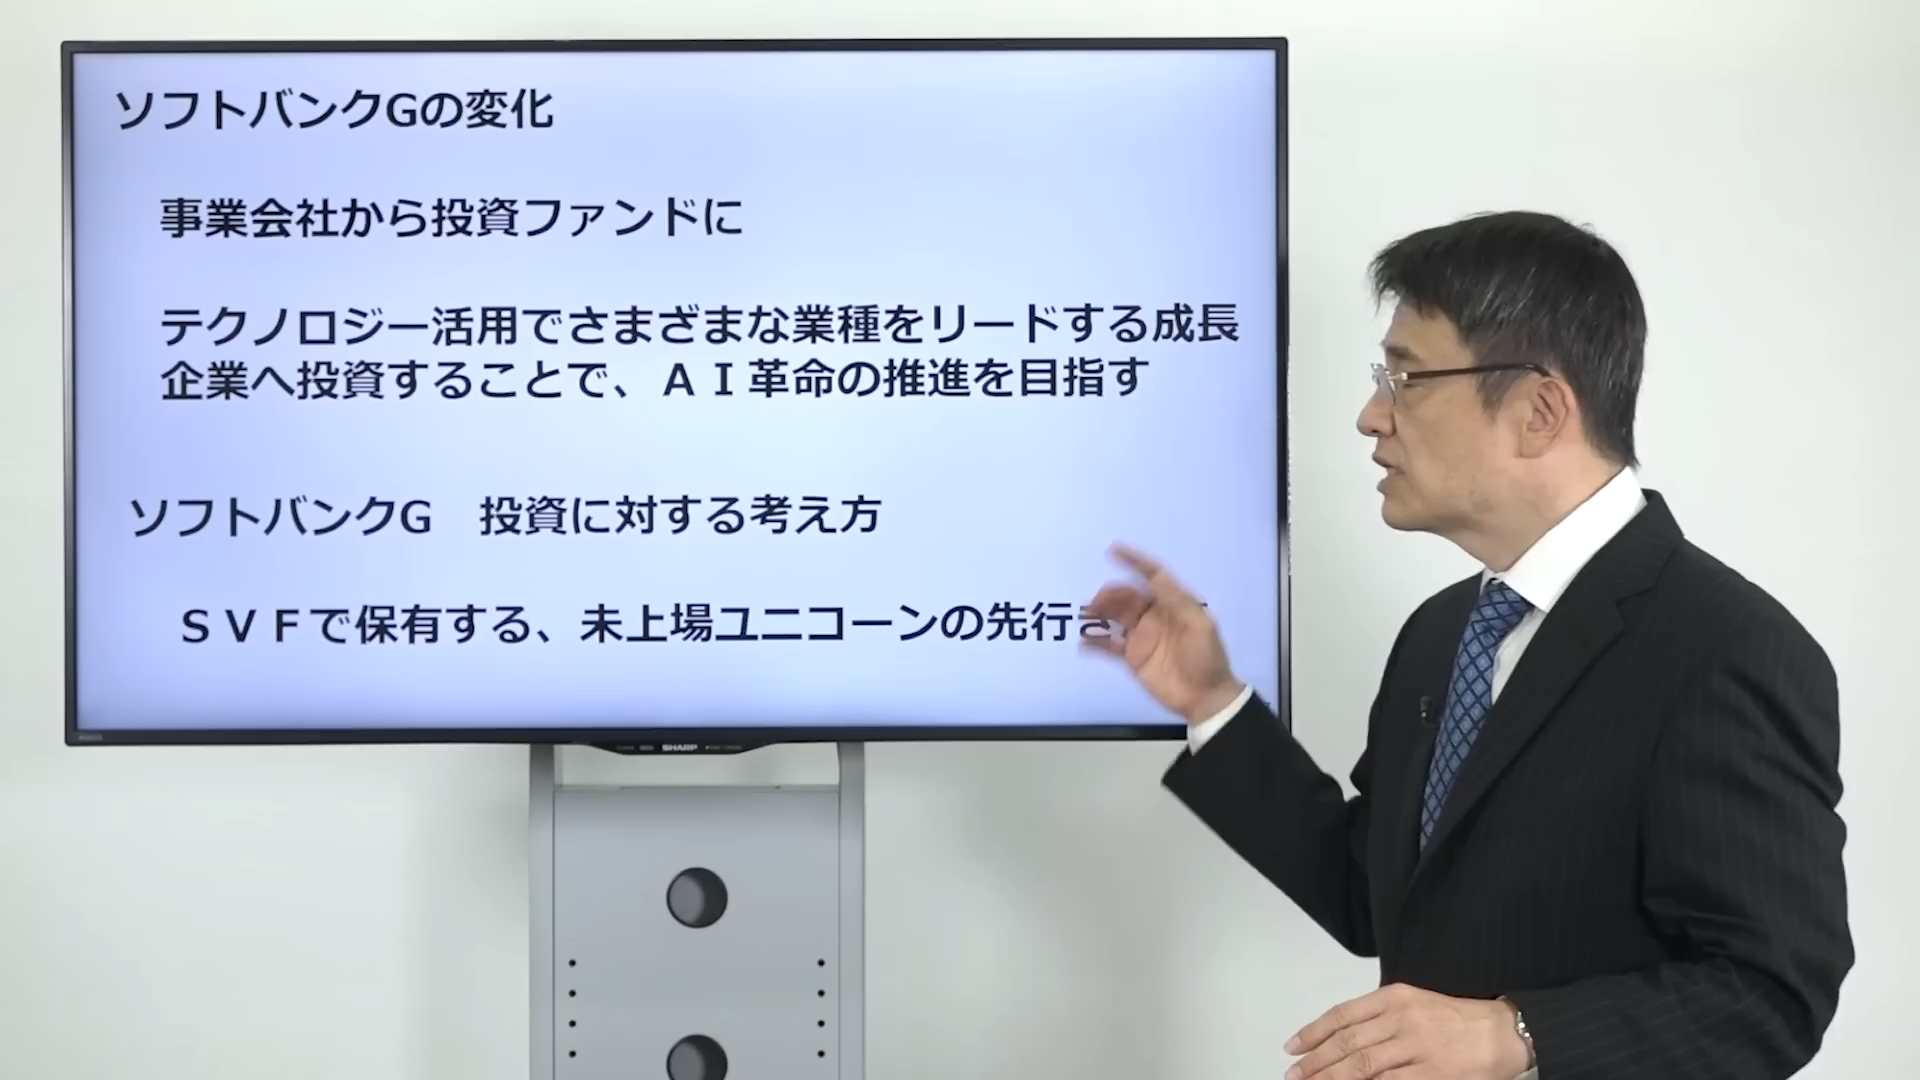 ソフトバンクGの変化
事業会社から投資ファンドに
テクノロジー活用でさまざまな業種をリードする成長
企業へ投資することで、ＡＩ革命の推進を目指す
ソフトバンクG　投資に対する考え方
ＳＶＦで保有する、未上場ユニコーンの先行き
SHARP